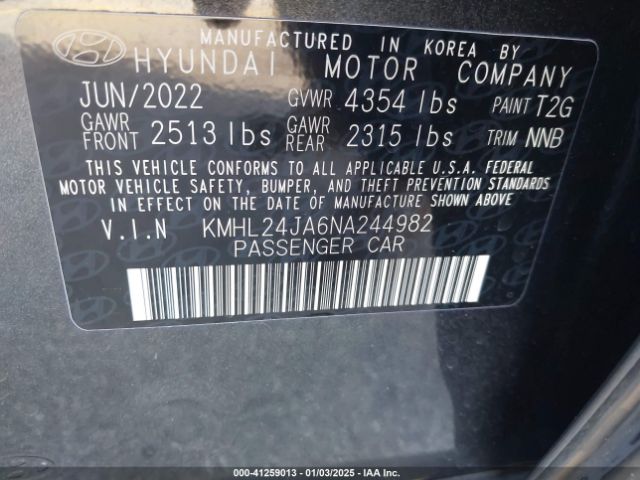 MANUFACTURED IN KOREA BY
HYUNDAI MOTOR COMPANY
JUN/2022 GVWR 4354 lbs PAINT T2G
GAWR FRONT 2513 lbs GAWR REAR 2315 lbs TRIM NNB
THIS VEHICLE CONFORMS TO ALL APPLICABLE U.S.A. FEDERAL
MOTOR VEHICLE SAFETY, BUMPER, AND THEFT PREVENTION STANDARDS
IN EFFECT ON THE DATE OF MANUFACTURE SHOWN ABOVE
V.I.N KMHL24JA6NA244982
PASSENGER CAR
000-41259013 - 01/03/2025 - IAA Inc.